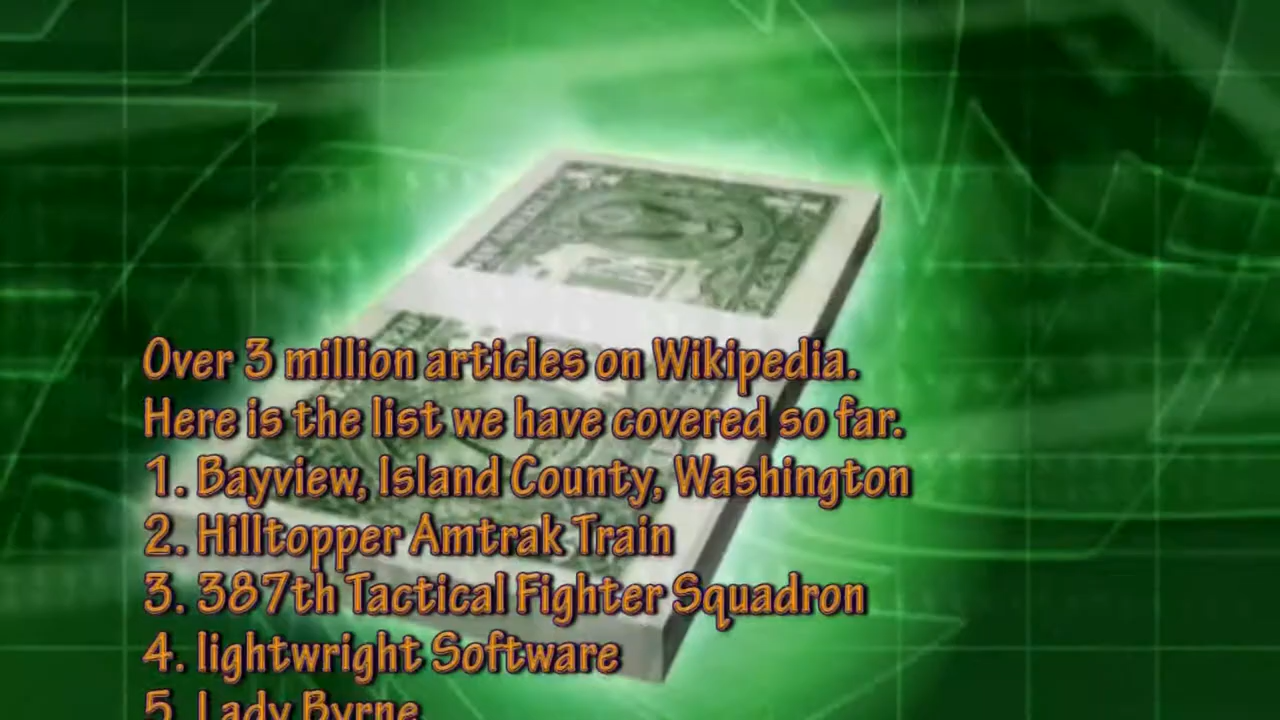 Over 3 million articles on Wikipedia.
Here is the list we have covered so far.
1. Bayview, Island County, Washington
2. Hilltopper Amtrak Train
3. 387th Tactical Fighter Squadron
4. lightwright Software
5. Lady Byrne